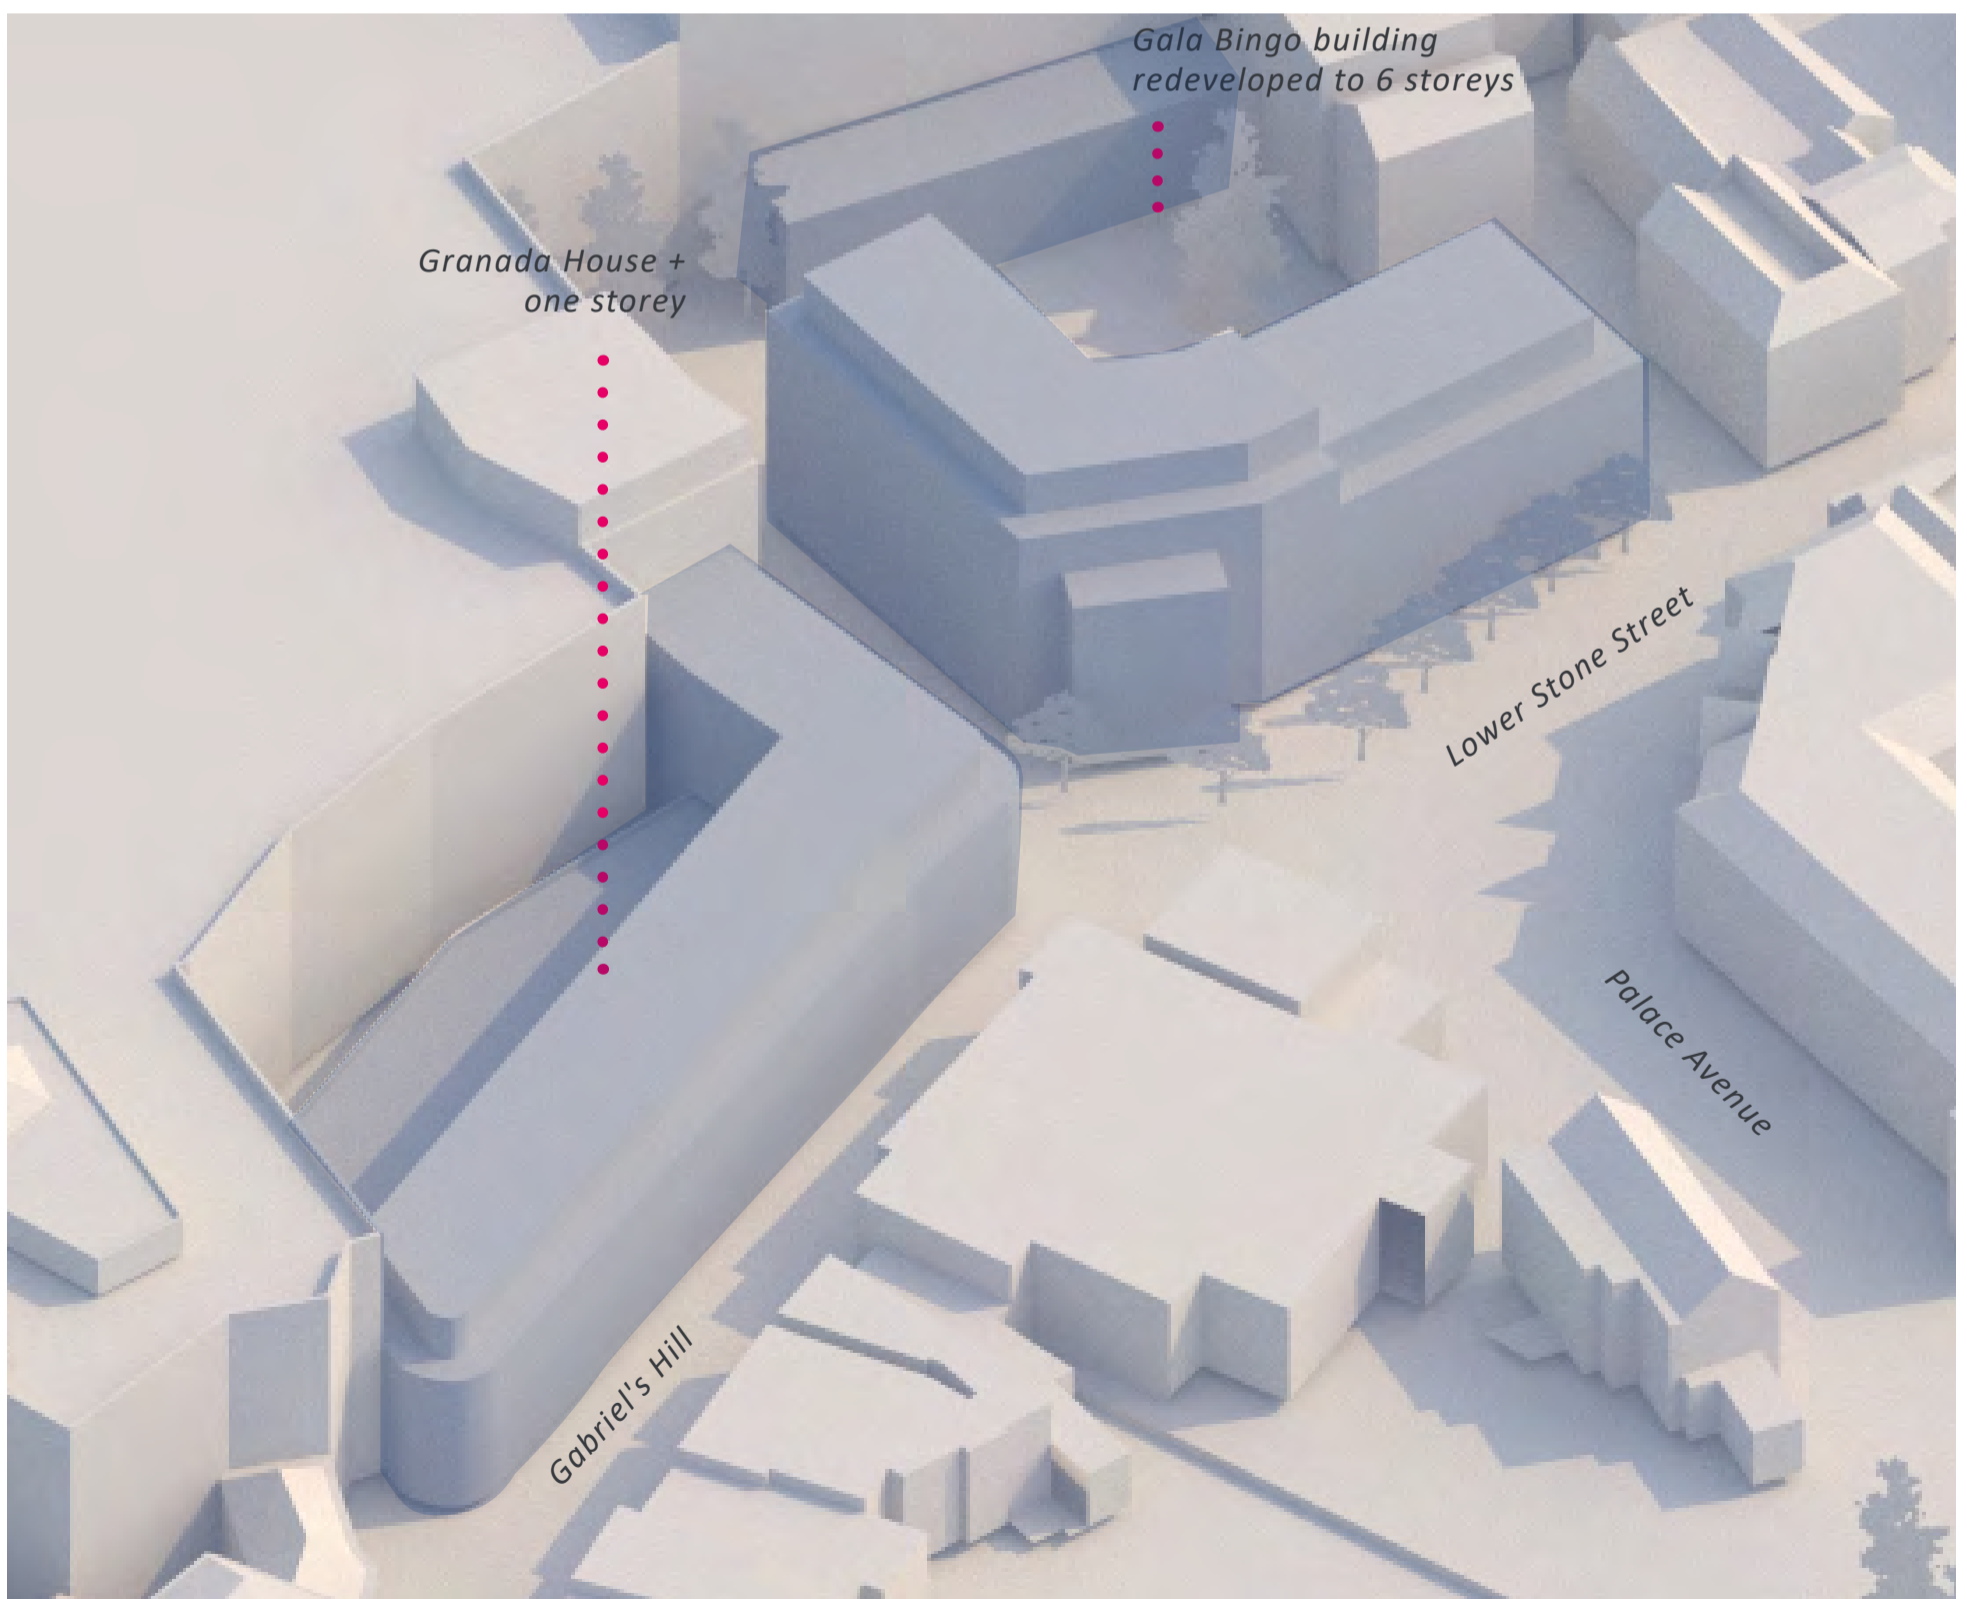 Gala Bingo building
redeveloped to 6 storeys
Granada House +
one storey
Lower Stone Street
Palace Avenue
Gabriel's Hill